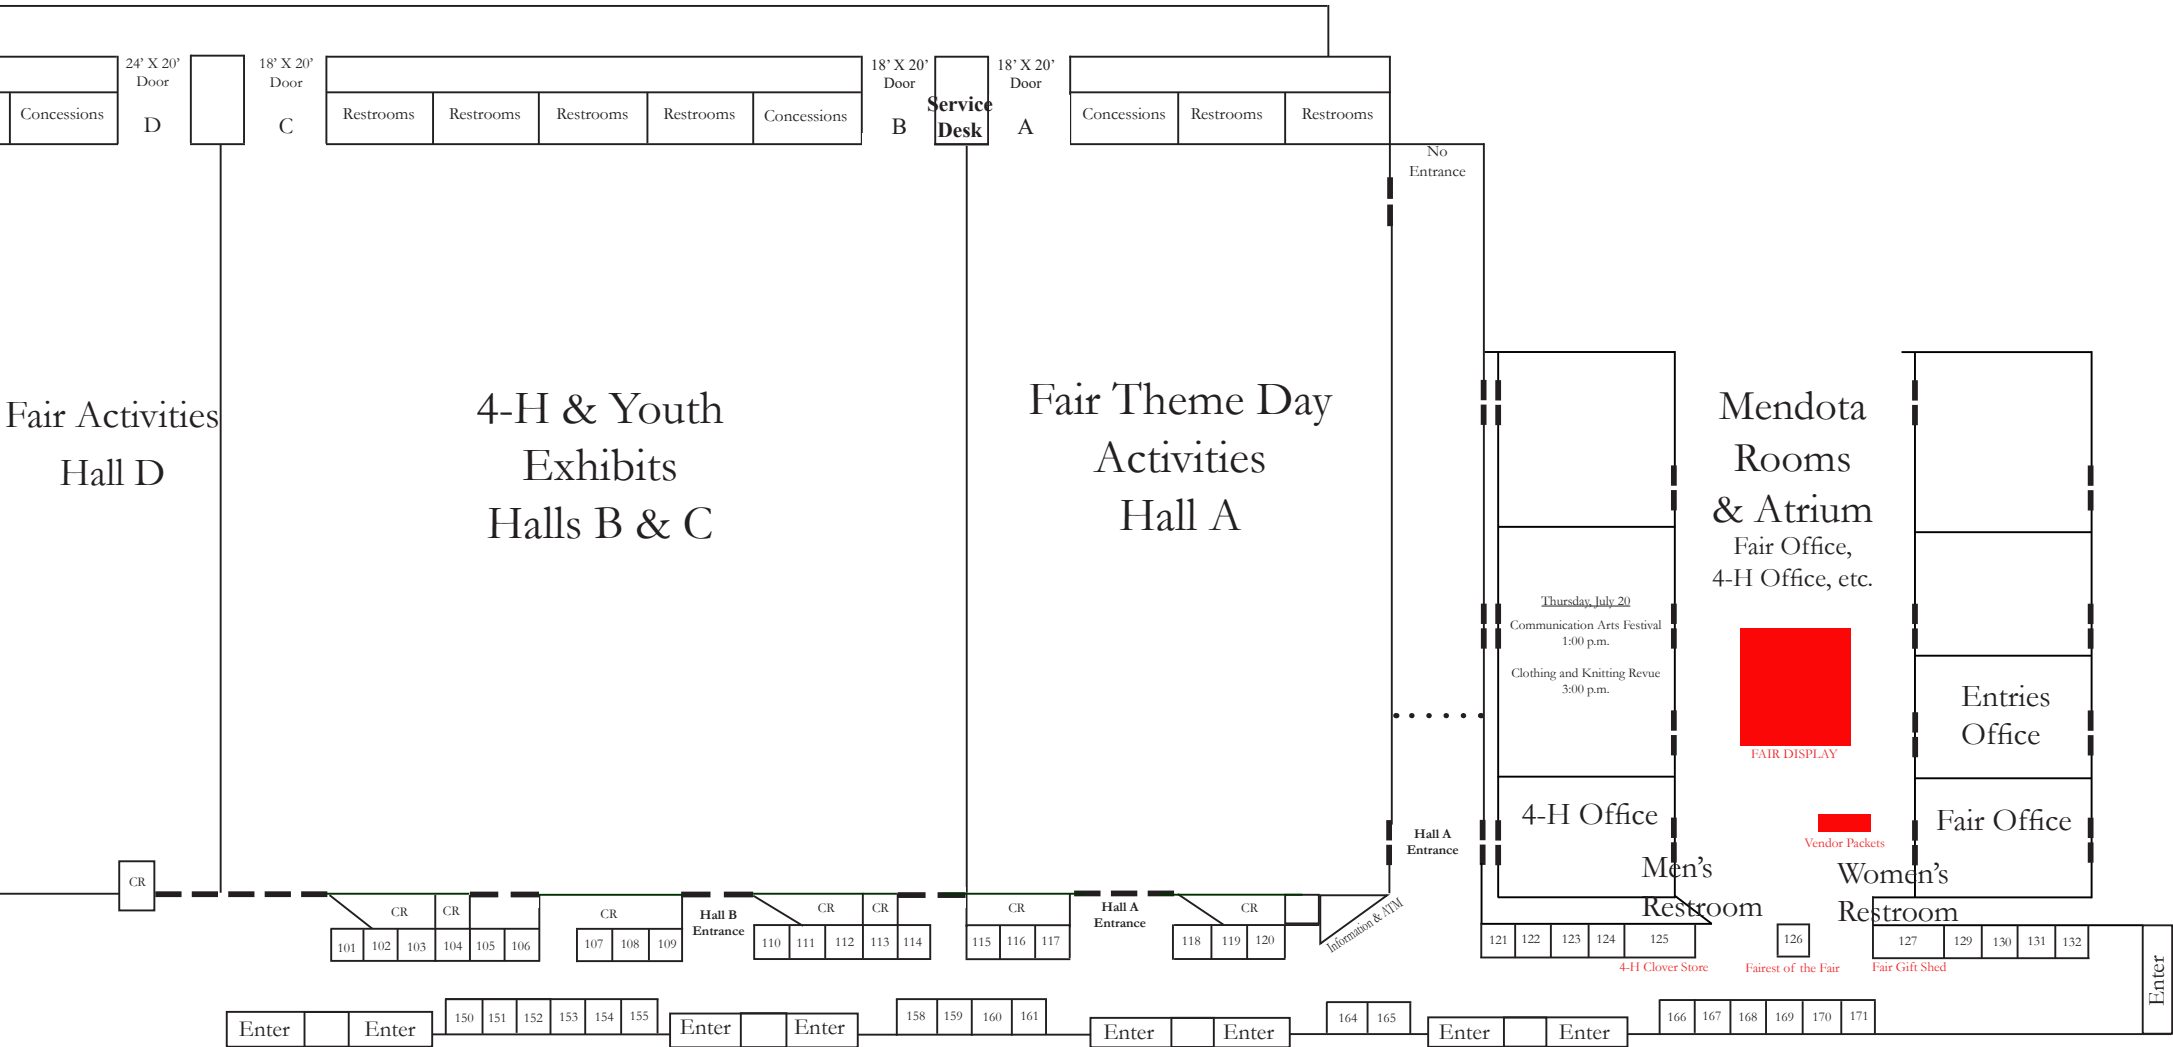 24’ X 20’
Door
D
18’ X 20’
Door
C
18’ X 20’
Door
B
Service
Desk
18’ X 20’
Door
A
Concessions
Restrooms
Restrooms
Restrooms
Restrooms
Concessions
Concessions
Restrooms
Restrooms
No
Entrance
Fair Activities
Hall D
4-H & Youth
Exhibits
Halls B & C
Fair Theme Day
Activities
Hall A
Mendota
Rooms
& Atrium
Fair Office,
4-H Office, etc.
Thursday, July 20
Communication Arts Festival
1:00 p.m.
Clothing and Knitting Revue
3:00 p.m.
FAIR DISPLAY
Entries
Office
4-H Office
Vendor Packets
Fair Office
Men’s
Restroom
Women’s
Restroom
Hall A
Entrance
CR
CR
CR
CR
Hall B
Entrance
CR
CR
CR
Hall A
Entrance
CR
Information & ATM
101
102
103
104
105
106
107
108
109
110
111
112
113
114
115
116
117
118
119
120
121
122
123
124
125
126
127
129
130
131
132
4-H Clover Store
Fairest of the Fair
Fair Gift Shed
Enter
Enter
Enter
150
151
152
153
154
155
Enter
Enter
158
159
160
161
Enter
Enter
164
165
Enter
Enter
166
167
168
169
170
171